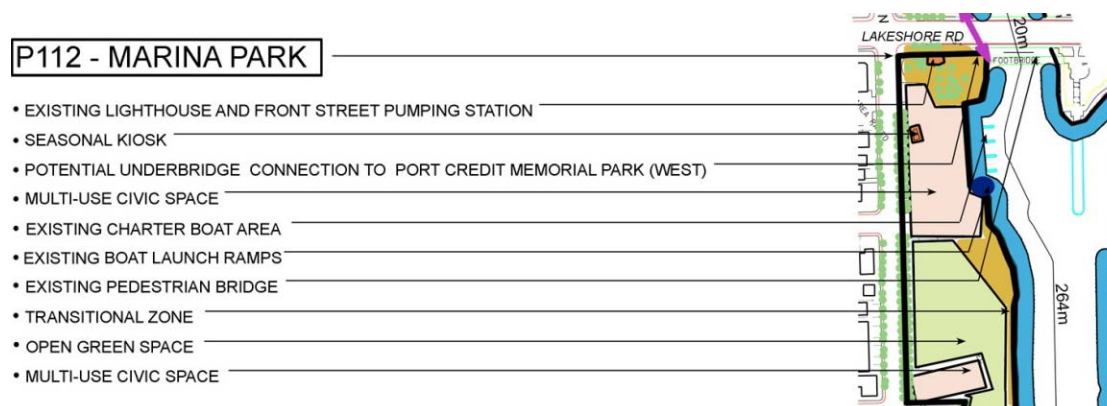 P112 - MARINA PARK
• EXISTING LIGHTHOUSE AND FRONT STREET PUMPING STATION
• SEASONAL KIOSK
• POTENTIAL UNDERBRIDGE CONNECTION TO PORT CREDIT MEMORIAL PARK (WEST)
• MULTI-USE CIVIC SPACE
• EXISTING CHARTER BOAT AREA
• EXISTING BOAT LAUNCH RAMPS
• EXISTING PEDESTRIAN BRIDGE
• TRANSITIONAL ZONE
• OPEN GREEN SPACE
• MULTI-USE CIVIC SPACE
N
LAKESHORE RD
20m
FOOTBRIDGE
264m